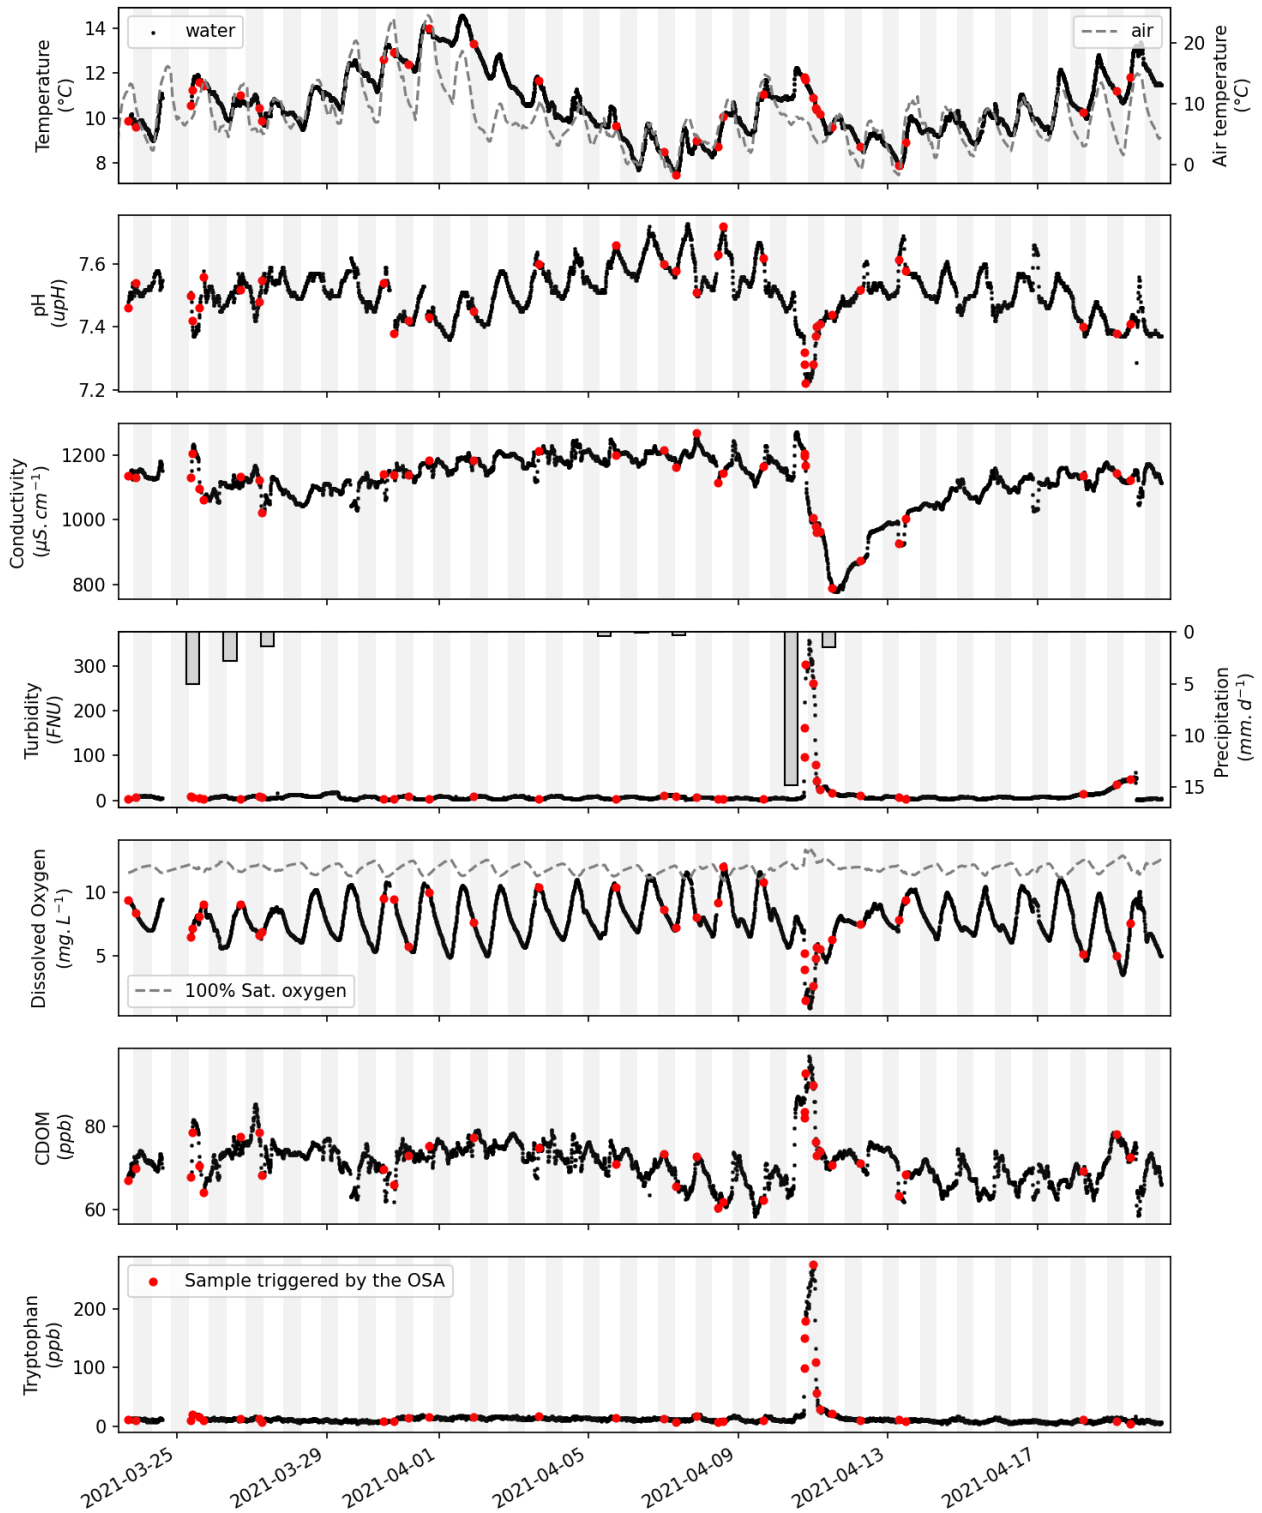 14
12
10
8
Temperature
(°C)
water
air
20
10
0
Air temperature
(°C)
7.6
7.4
7.2
pH
(upH)
1200
1000
800
Conductivity
(μS.cm⁻¹)
300
200
100
0
Turbidity
(FNU)
0
5
10
15
Precipitation
(mm.d⁻¹)
10
5
Dissolved Oxygen
(mg.L⁻¹)
100% Sat. oxygen
80
60
CDOM
(ppb)
200
100
0
Tryptophan
(ppb)
Sample triggered by the OSA
2021-03-25
2021-03-29
2021-04-01
2021-04-05
2021-04-09
2021-04-13
2021-04-17